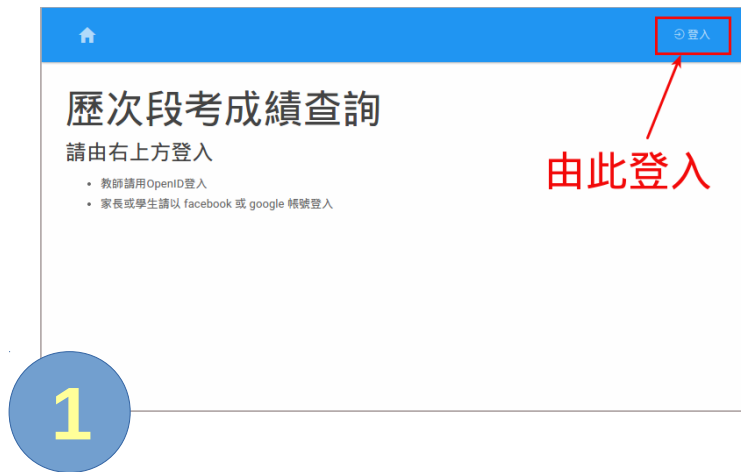 登入
歷次段考成績查詢
請由右上方登入
由此登入
教師請用OpenID登入
家長或學生請以 facebook 或 google 帳號登入
1